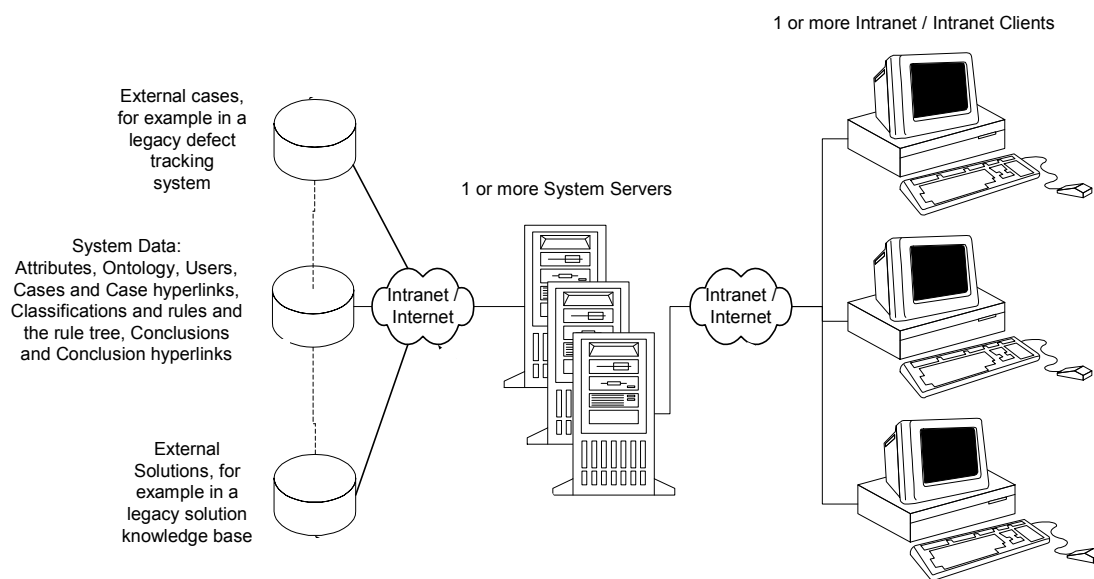 1 or more Intranet / Intranet Clients
External cases,
for example in a
legacy defect
tracking
system
1 or more System Servers
System Data:
Attributes, Ontology, Users,
Cases and Case hyperlinks,
Classifications and rules and
the rule tree, Conclusions
and Conclusion hyperlinks
Intranet /
Internet
Intranet /
Internet
External
Solutions, for
example in a
legacy solution
knowledge base